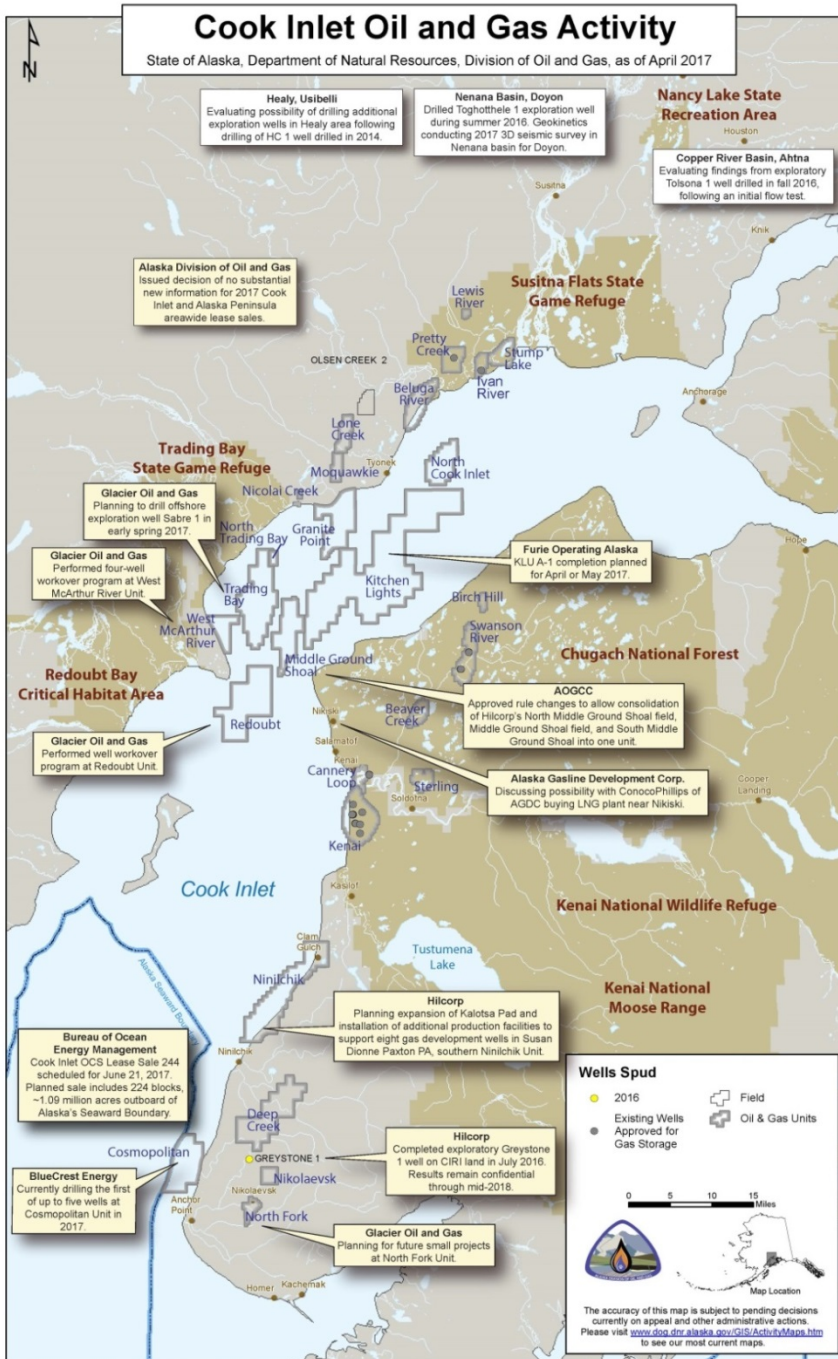 Cook Inlet Oil and Gas Activity
State of Alaska, Department of Natural Resources, Division of Oil and Gas, as of April 2017
N
Healy, Usibelli
Evaluating possibility of drilling additional
exploration wells in Healy area following
drilling of HC 1 well drilled in 2014.
Nenana Basin, Doyon
Drilled Toghotthele 1 exploration well
during summer 2016. Geokinetics
conducting 2017 3D seismic survey in
Nenana basin for Doyon.
Nancy Lake State
Recreation Area
Houston
Copper River Basin, Ahtna
Evaluating findings from exploratory
Tolsona 1 well drilled in fall 2016,
following an initial flow test.
Susitna
Knik
Alaska Division of Oil and Gas
Issued decision of no substantial
new information for 2017 Cook
Inlet and Alaska Peninsula
areawide lease sales.
Susitna Flats State
Game Refuge
Lewis
River
Pretty
Creek
Stump
Lake
OLSEN CREEK 2
Ivan
River
Beluga
River
Anchorage
Lone
Creek
Trading Bay
State Game Refuge
Tyonek
North
Cook Inlet
Moquawkie
Nicolai Creek
Glacier Oil and Gas
Planning to drill offshore
exploration well Sabre 1 in
early spring 2017.
North
Trading Bay
Granite
Point
Hope
Furie Operating Alaska
KLU A-1 completion planned
for April or May 2017.
Glacier Oil and Gas
Performed four-well
workover program at West
McArthur River Unit.
Trading
Bay
Kitchen
Lights
Birch Hill
West
McArthur
River
Swanson
River
Chugach National Forest
Redoubt Bay
Critical Habitat Area
Middle Ground
Shoal
AOGCC
Approved rule changes to allow consolidation
of Hilcorp's North Middle Ground Shoal field,
Middle Ground Shoal field, and South Middle
Ground Shoal into one unit.
Redoubt
Nikiski
Beaver
Creek
Glacier Oil and Gas
Performed well workover
program at Redoubt Unit.
Salamatof
Kenai
Cannery
Loop
Sterling
Soldotna
Alaska Gasline Development Corp.
Discussing possibility with ConocoPhillips of
AGDC buying LNG plant near Nikiski.
Cooper
Landing
Kenai
Cook Inlet
Kasilof
Kenai National Wildlife Refuge
Clam
Gulch
Tustumena
Lake
Alaska Seaward Boundary
Ninilchik
Kenai National
Moose Range
Hilcorp
Planning expansion of Kalotsa Pad and
installation of additional production facilities to
support eight gas development wells in Susan
Dionne Paxton PA, southern Ninilchik Unit.
Bureau of Ocean
Energy Management
Cook Inlet OCS Lease Sale 244
scheduled for June 21, 2017.
Planned sale includes 224 blocks,
~1.09 million acres outboard of
Alaska's Seaward Boundary.
Ninilchik
Deep
Creek
Cosmopolitan
GREYSTONE 1
Hilcorp
Completed exploratory Greystone
1 well on CIRI land in July 2016.
Results remain confidential
through mid-2018.
BlueCrest Energy
Currently drilling the first
of up to five wells at
Cosmopolitan Unit in
2017.
Nikolaevsk
Nikolaevsk
Anchor
Point
North Fork
Glacier Oil and Gas
Planning for future small projects
at North Fork Unit.
Homer
Kachemak
Wells Spud
2016
Field
Existing Wells
Approved for
Gas Storage
Oil & Gas Units
0 5 10 15
Miles
Map Location
The accuracy of this map is subject to pending decisions
currently on appeal and other administrative actions.
Please visit www.dog.dnr.alaska.gov/GIS/ActivityMaps.htm
to see our most current maps.